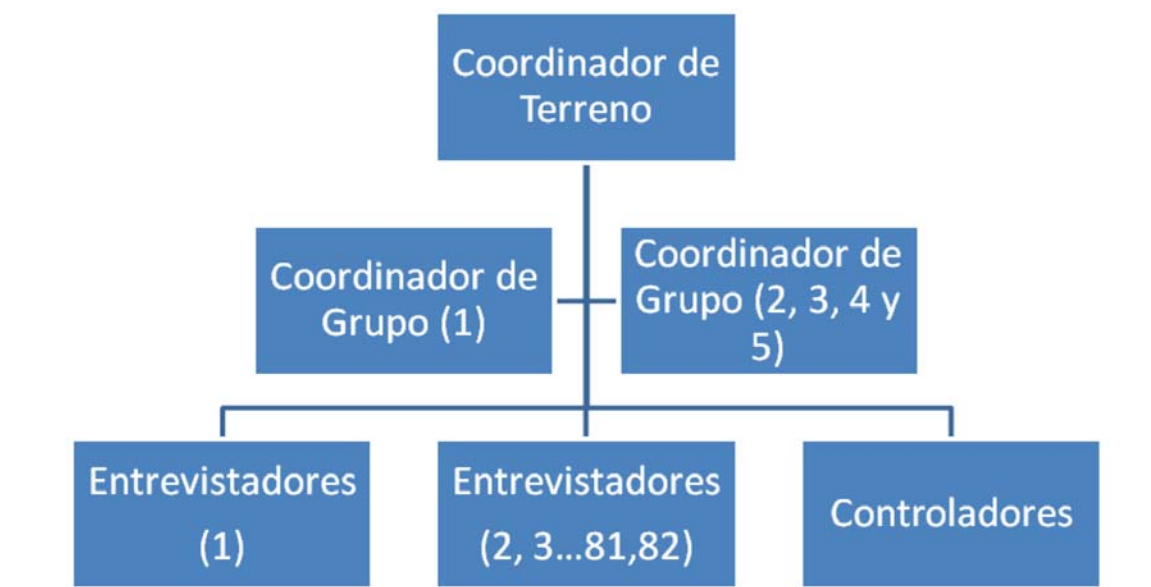 Coordinador de
Terreno
Coordinador de
Grupo (1)
Coordinador de
Grupo (2, 3, 4 y
5)
Entrevistadores
(1)
Entrevistadores
(2, 3...81,82)
Controladores